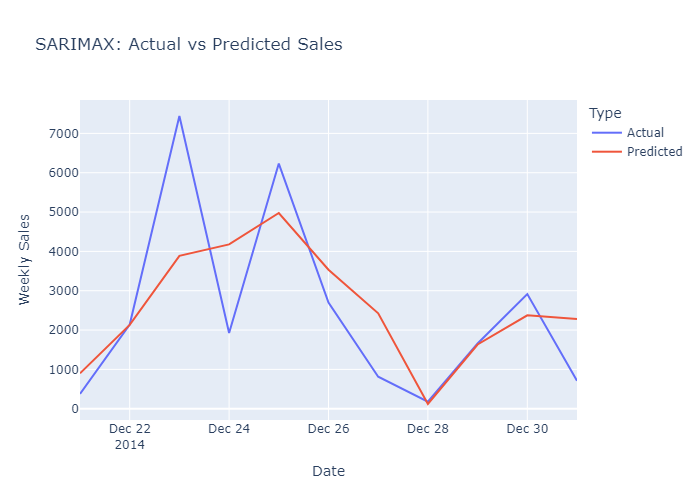 SARIMAX: Actual vs Predicted Sales
Type
Actual
Predicted
7000
6000
5000
4000
3000
2000
1000
0
Weekly Sales
Dec 22
2014
Dec 24
Dec 26
Dec 28
Dec 30
Date